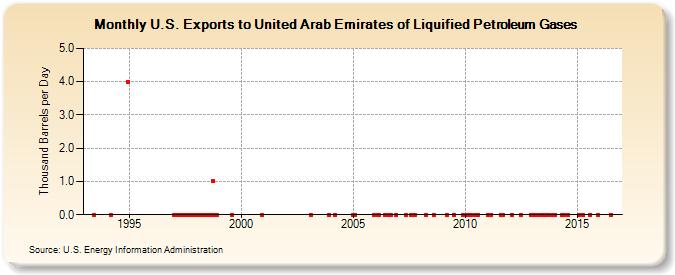 Monthly U.S. Exports to United Arab Emirates of Liquified Petroleum Gases
Thousand Barrels per Day
5.0
4.0
3.0
2.0
1.0
0.0
1995 2000 2005 2010 2015
Source: U.S. Energy Information Administration